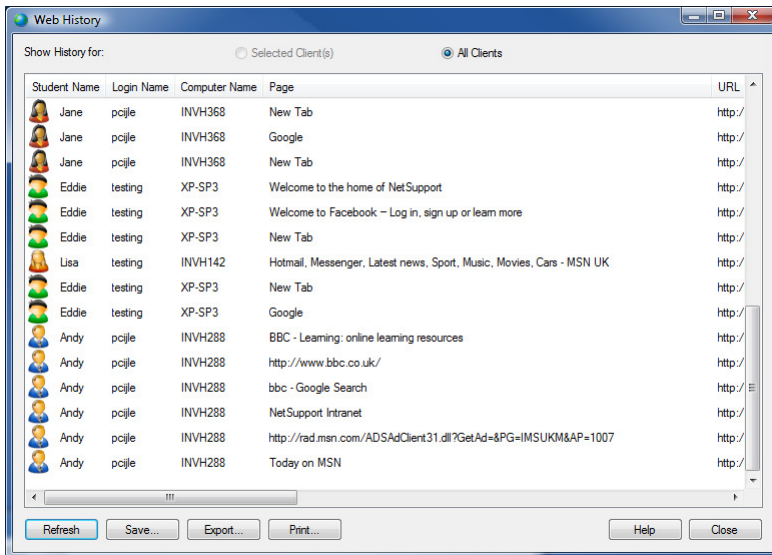 Web History
Show History for: Selected Client(s) All Clients
Student Name Login Name Computer Name Page URL
Jane pcijle INVH368 New Tab http:/
Jane pcijle INVH368 Google http:/
Jane pcijle INVH368 New Tab http:/
Eddie testing XP-SP3 Welcome to the home of NetSupport http:/
Eddie testing XP-SP3 Welcome to Facebook – Log in, sign up or learn more http:/
Eddie testing XP-SP3 New Tab http:/
Lisa testing INVH142 Hotmail, Messenger, Latest news, Sport, Music, Movies, Cars - MSN UK http:/
Eddie testing XP-SP3 New Tab http:/
Eddie testing XP-SP3 Google http:/
Andy pcijle INVH288 BBC - Learning: online learning resources http:/
Andy pcijle INVH288 http://www.bbc.co.uk/ http:/
Andy pcijle INVH288 bbc - Google Search http:/
Andy pcijle INVH288 NetSupport Intranet http:/
Andy pcijle INVH288 http://rad.msn.com/ADSAdClient31.dll?GetAd=&PG=IMSUKM&AP=1007 http:/
Andy pcijle INVH288 Today on MSN http:/
Refresh Save... Export... Print... Help Close